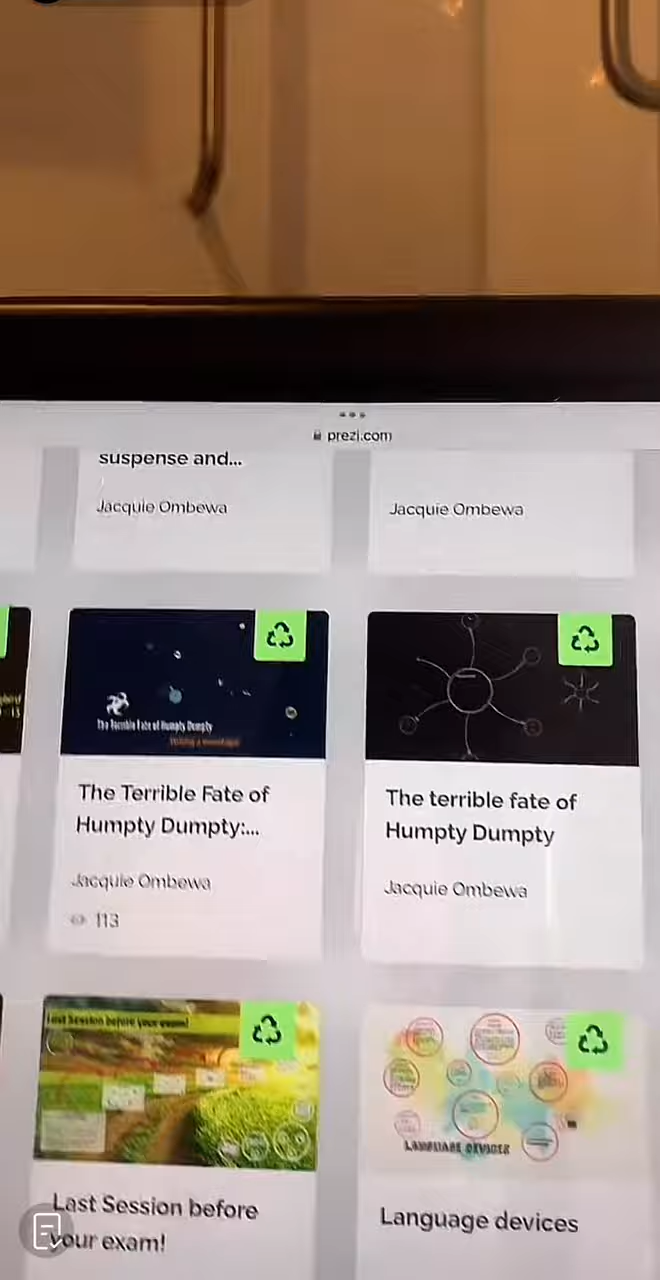 prezi.com
suspense and...
Jacquie Ombewa
Jacquie Ombewa
The Terrible Fate of Humpty Dumpty
The Terrible Fate of
Humpty Dumpty:...
Jacquie Ombewa
113
The terrible fate of
Humpty Dumpty
Jacquie Ombewa
Last Session before your exam!
Last Session before
your exam!
LANGUAGE DEVICES
Language devices